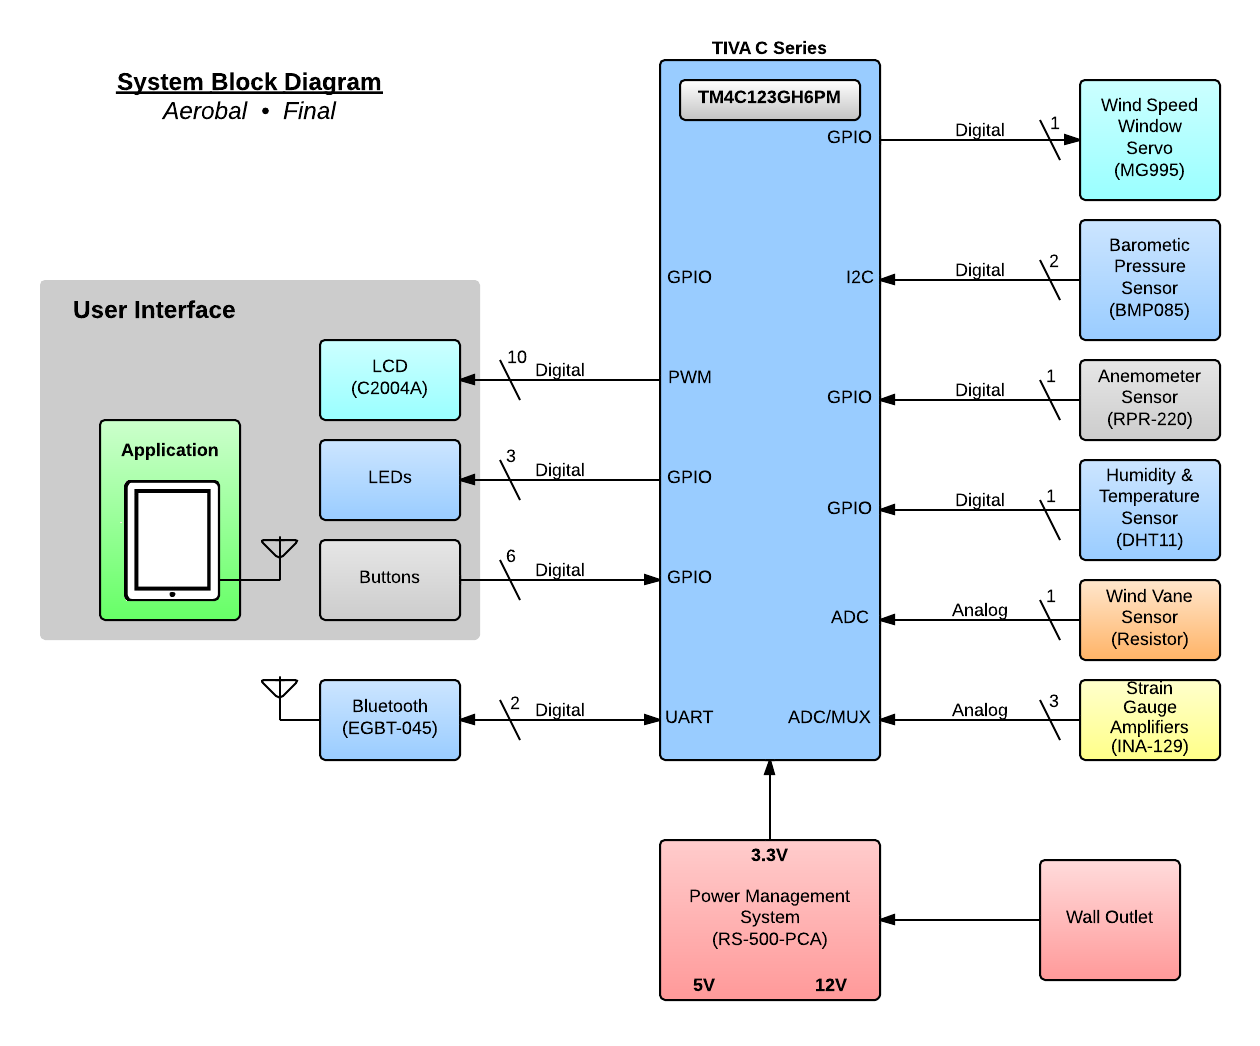 System Block Diagram
Aerobal • Final
TIVA C Series
TM4C123GH6PM
GPIO
Digital
1
Wind Speed
Window
Servo
(MG995)
GPIO
I2C
Digital
2
Barometic
Pressure
Sensor
(BMP085)
User Interface
LCD
(C2004A)
10
Digital
PWM
GPIO
Digital
1
Anemometer
Sensor
(RPR-220)
Application
LEDs
3
Digital
GPIO
GPIO
Digital
1
Humidity &
Temperature
Sensor
(DHT11)
Buttons
6
Digital
GPIO
ADC
Analog
1
Wind Vane
Sensor
(Resistor)
Bluetooth
(EGBT-045)
2
Digital
UART
ADC/MUX
Analog
3
Strain
Gauge
Amplifiers
(INA-129)
3.3V
Power Management
System
(RS-500-PCA)
5V
12V
Wall Outlet